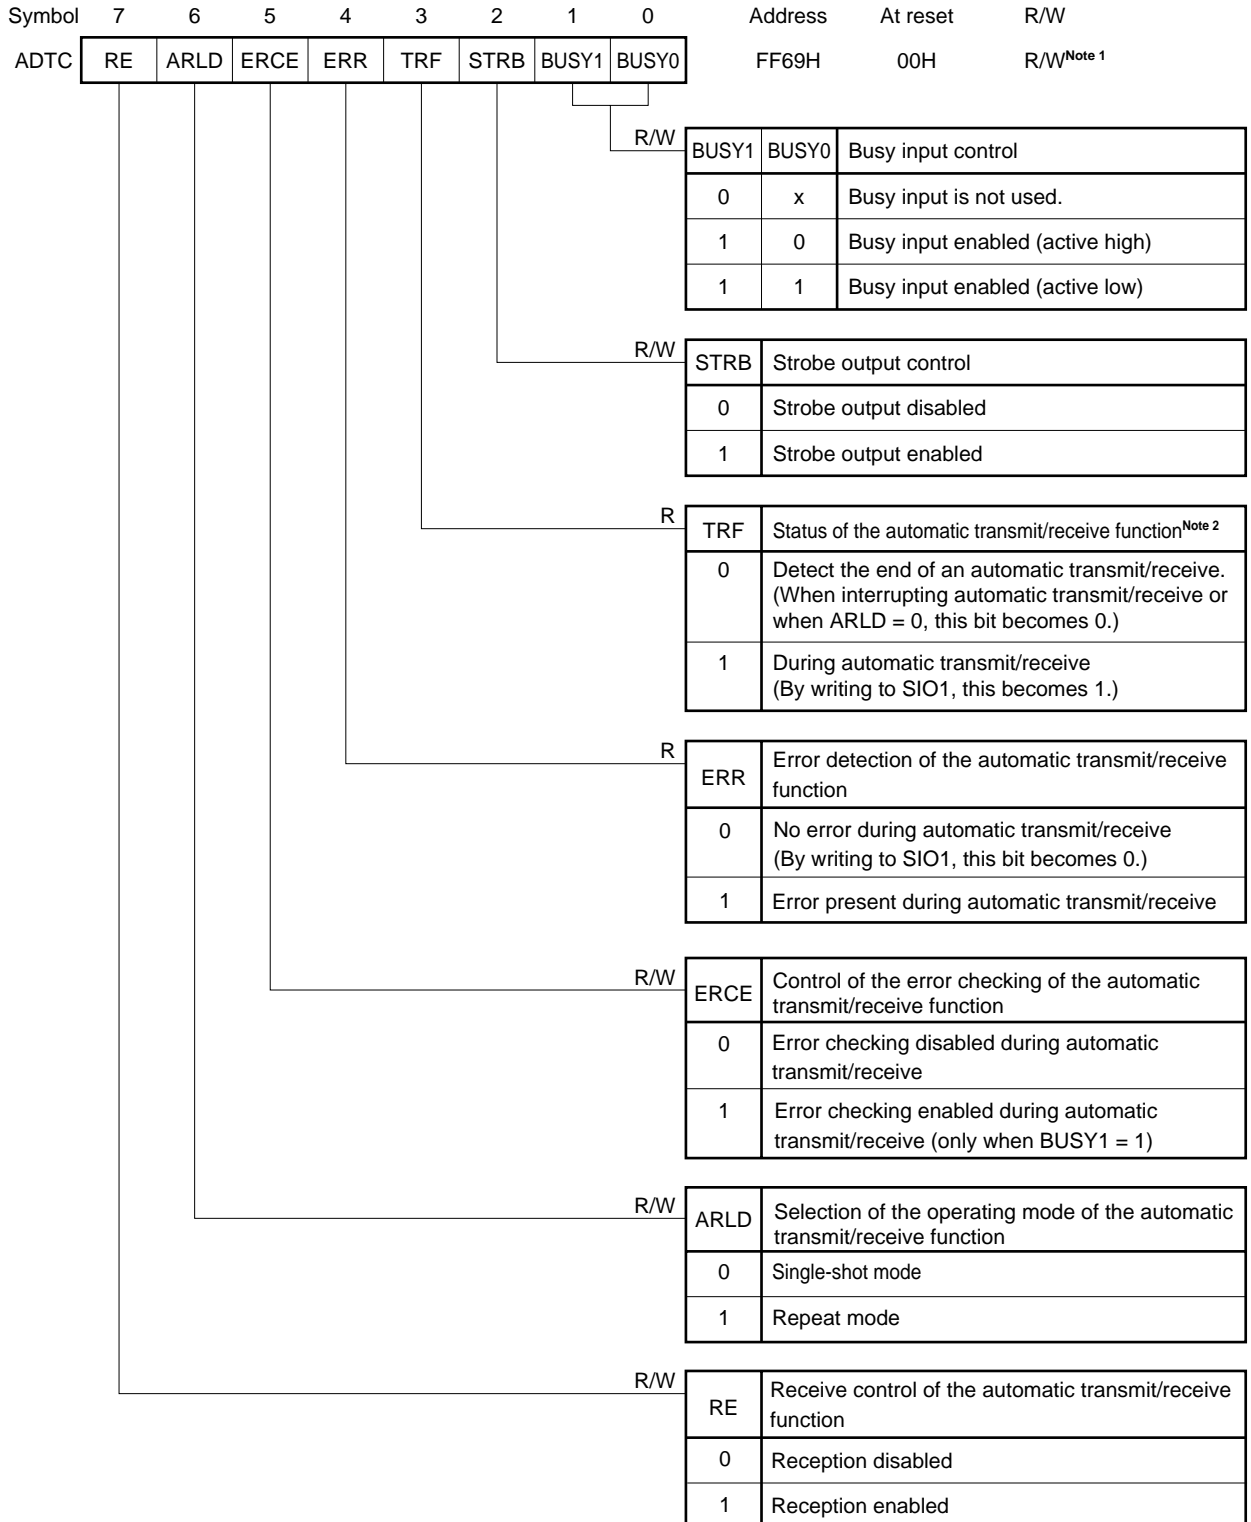 Symbol 7 6 5 4 3 2 1 0 Address At reset R/W
ADTC RE ARLD ERCE ERR TRF STRB BUSY1 BUSY0 FF69H 00H R/W Note 1
R/W
BUSY1 BUSY0 Busy input control
0 x Busy input is not used.
1 0 Busy input enabled (active high)
1 1 Busy input enabled (active low)
R/W
STRB Strobe output control
0 Strobe output disabled
1 Strobe output enabled
R
TRF Status of the automatic transmit/receive function Note 2
0 Detect the end of an automatic transmit/receive.
(When interrupting automatic transmit/receive or
when ARLD = 0, this bit becomes 0.)
1 During automatic transmit/receive
(By writing to SIO1, this becomes 1.)
R
ERR Error detection of the automatic transmit/receive
function
0 No error during automatic transmit/receive
(By writing to SIO1, this bit becomes 0.)
1 Error present during automatic transmit/receive
R/W
ERCE Control of the error checking of the automatic
transmit/receive function
0 Error checking disabled during automatic
transmit/receive
1 Error checking enabled during automatic
transmit/receive (only when BUSY1 = 1)
R/W
ARLD Selection of the operating mode of the automatic
transmit/receive function
0 Single-shot mode
1 Repeat mode
R/W
RE Receive control of the automatic transmit/receive
function
0 Reception disabled
1 Reception enabled